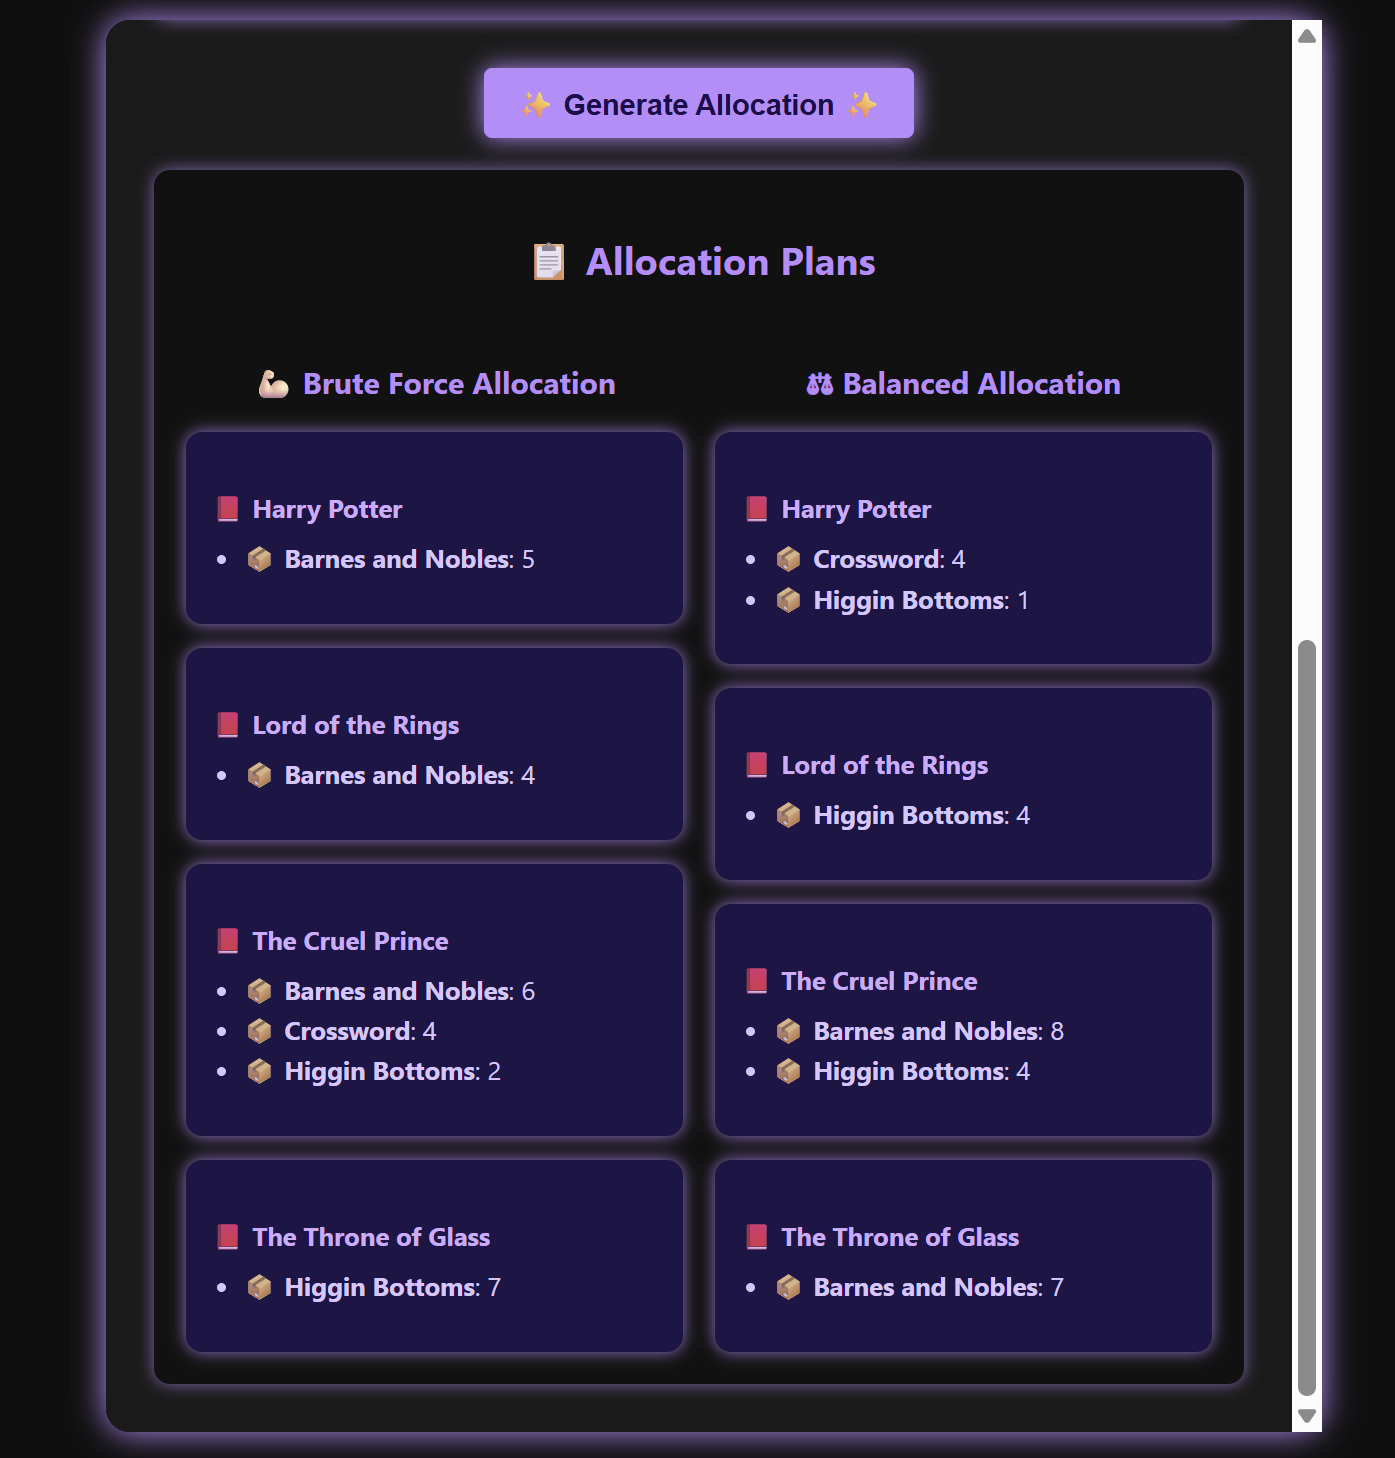 ✨ Generate Allocation ✨
📋 Allocation Plans
💪🏻 Brute Force Allocation
📕 Harry Potter
• 📦 Barnes and Nobles: 5
📕 Lord of the Rings
• 📦 Barnes and Nobles: 4
📕 The Cruel Prince
• 📦 Barnes and Nobles: 6
• 📦 Crossword: 4
• 📦 Higgin Bottoms: 2
📕 The Throne of Glass
• 📦 Higgin Bottoms: 7
⚖ Balanced Allocation
📕 Harry Potter
• 📦 Crossword: 4
• 📦 Higgin Bottoms: 1
📕 Lord of the Rings
• 📦 Higgin Bottoms: 4
📕 The Cruel Prince
• 📦 Barnes and Nobles: 8
• 📦 Higgin Bottoms: 4
📕 The Throne of Glass
• 📦 Barnes and Nobles: 7